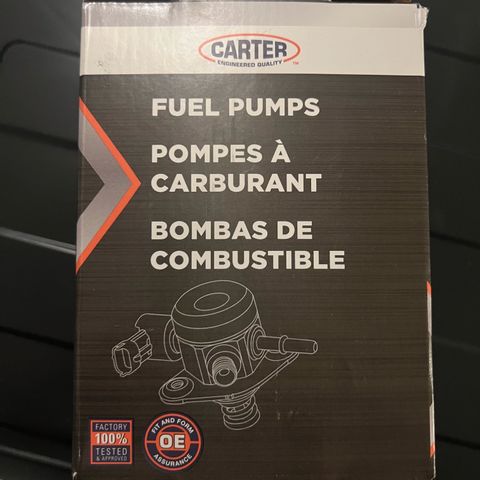 CARTER
ENGINEERED QUALITY
TM
FUEL PUMPS
POMPES À
CARBURANT
BOMBAS DE
COMBUSTIBLE
FACTORY
100%
TESTED
& APPROVED
FIT AND FORM
OE
ASSURANCE